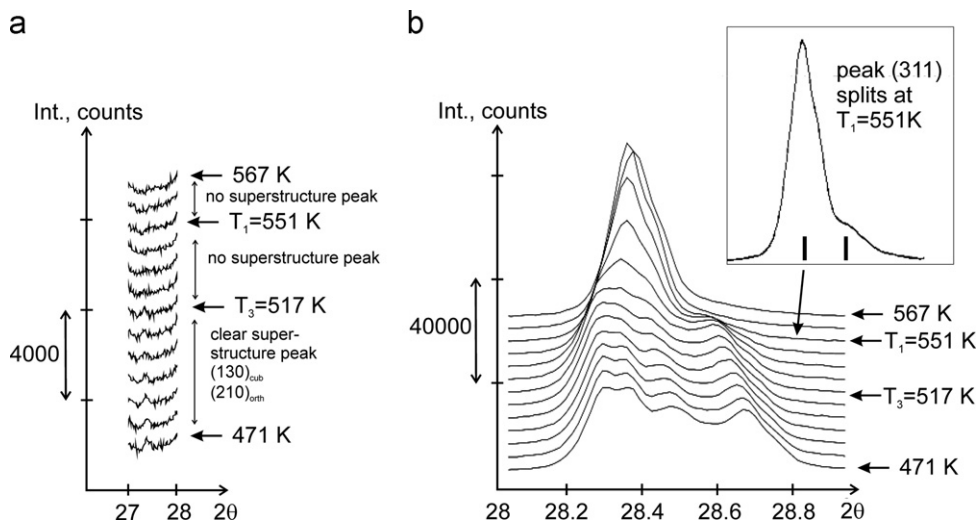 a
Int., counts
567 K
no superstructure peak
T₁=551 K
no superstructure peak
T₃=517 K
4000
clear super-
structure peak
(130)cub
(210)orth
471 K
27 28 2θ
b
Int., counts
peak (311)
splits at
T₁=551K
567 K
40000
T₁=551 K
T₃=517 K
471 K
28 28.2 28.4 28.6 28.8 2θ